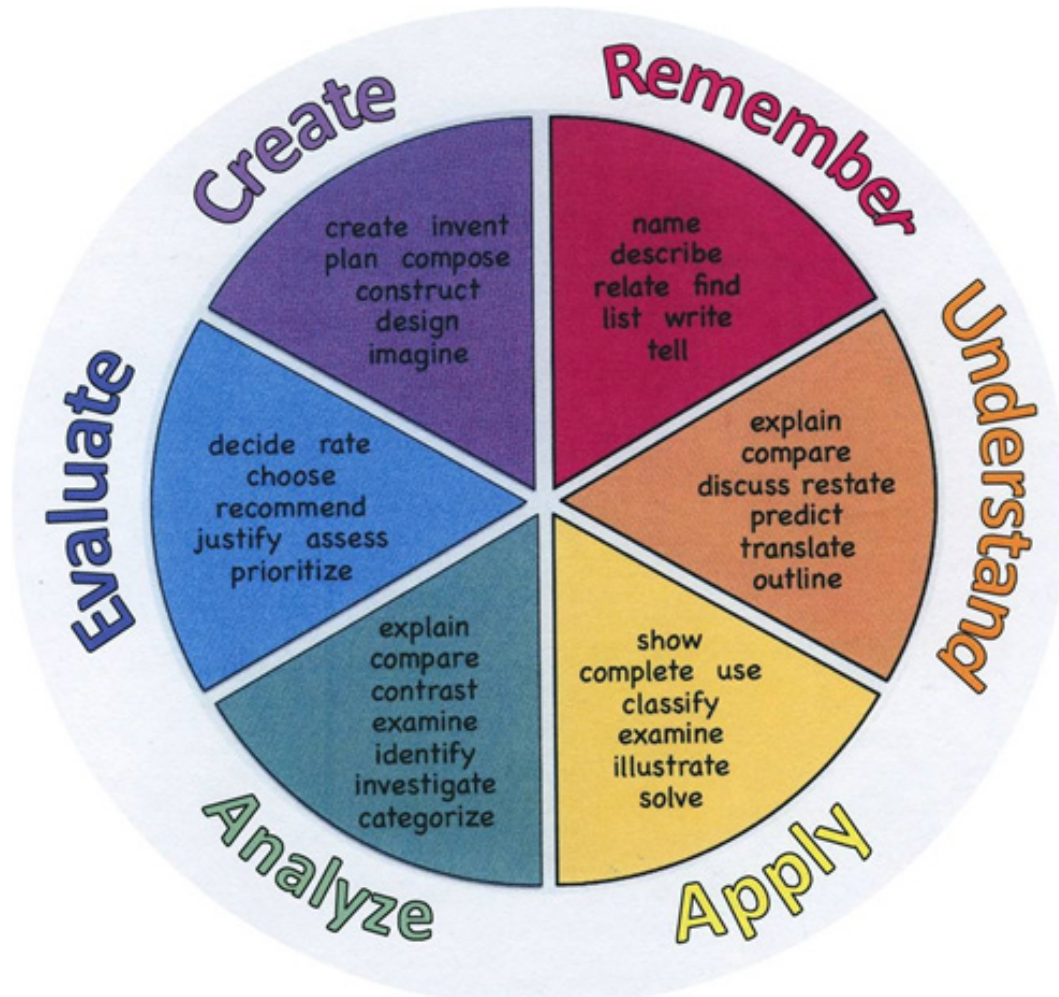 Remember
name
describe
relate find
list write
tell
Understand
explain
compare
discuss restate
predict
translate
outline
Apply
show
complete use
classify
examine
illustrate
solve
Analyze
explain
compare
contrast
examine
identify
investigate
categorize
Evaluate
decide rate
choose
recommend
justify assess
prioritize
Create
create invent
plan compose
construct
design
imagine